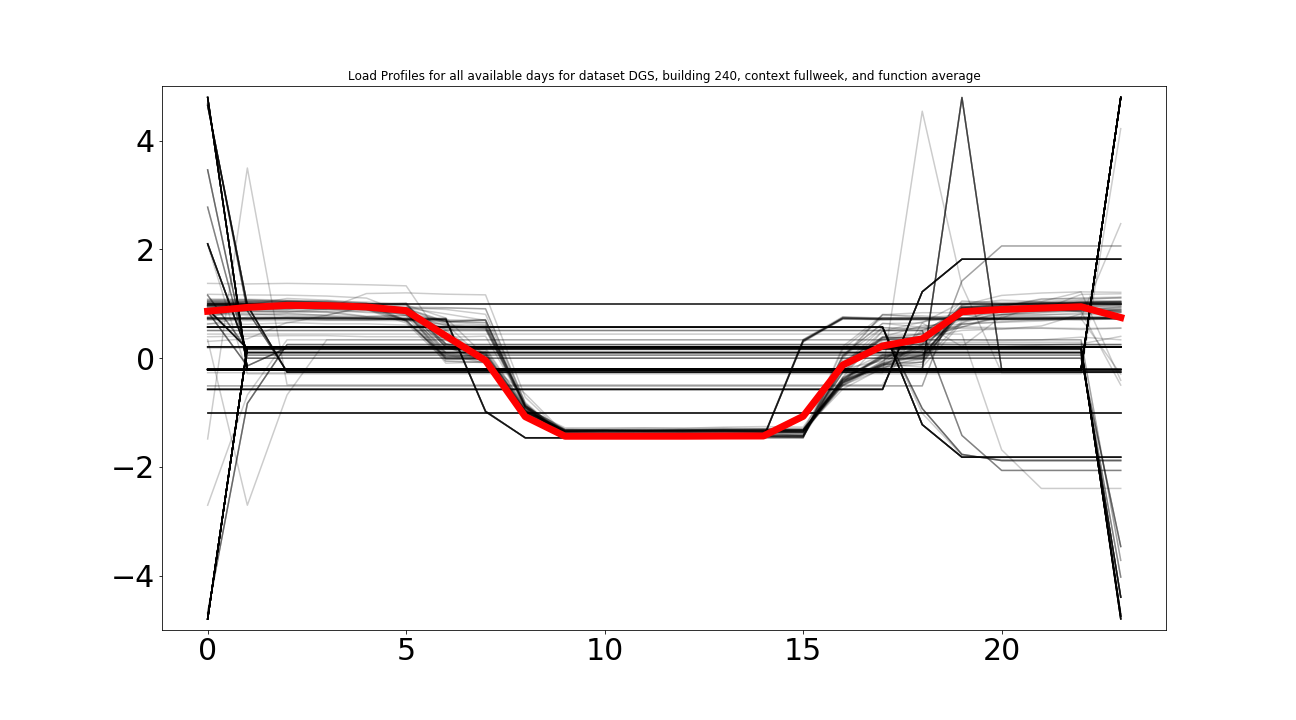 Load Profiles for all available days for dataset DGS, building 240, context fullweek, and function average
4
2
0
−2
−4
0 5 10 15 20